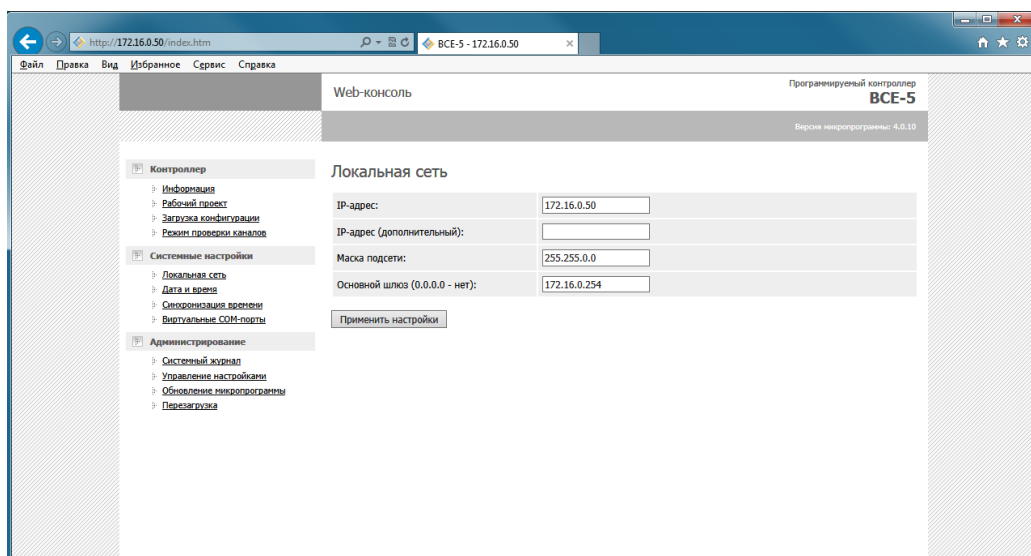 http://172.16.0.50/index.htm
BCE-5 - 172.16.0.50
Файл Правка Вид Избранное Сервис Справка
Web-консоль
Программируемый контроллер
BCE-5
Версия микропрограммы: 4.0.10
Контроллер
Информация
Рабочий проект
Загрузка конфигурации
Режим проверки каналов
Системные настройки
Локальная сеть
Дата и время
Синхронизация времени
Виртуальные COM-порты
Администрирование
Системный журнал
Управление настройками
Обновление микропрограммы
Перезагрузка
Локальная сеть
IP-адрес: 172.16.0.50
IP-адрес (дополнительный):
Маска подсети: 255.255.0.0
Основной шлюз (0.0.0.0 - нет): 172.16.0.254
Применить настройки